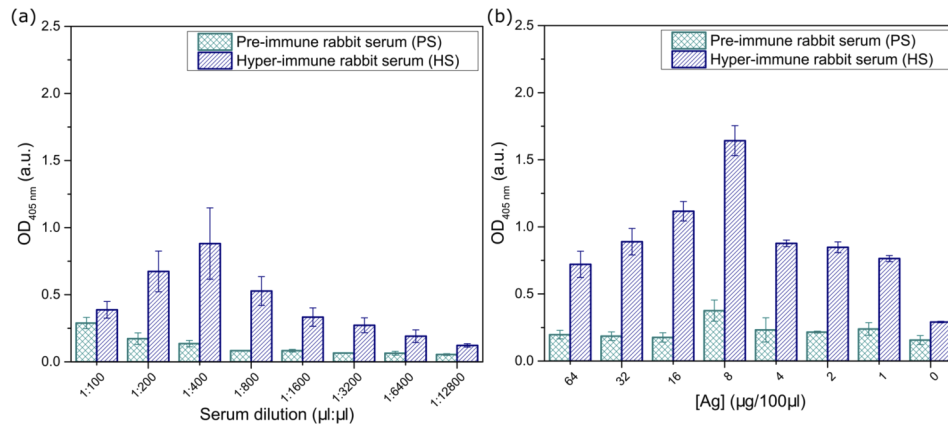 (a)
2.5
2.0
1.5
1.0
0.5
0.0
OD405 nm (a.u.)
Pre-immune rabbit serum (PS)
Hyper-immune rabbit serum (HS)
1:100
1:200
1:400
1:800
1:1600
1:3200
1:6400
1:12800
Serum dilution (µl:µl)
(b)
2.5
2.0
1.5
1.0
0.5
0.0
OD405 nm (a.u.)
Pre-immune rabbit serum (PS)
Hyper-immune rabbit serum (HS)
64
32
16
8
4
2
1
0
[Ag] (µg/100µl)